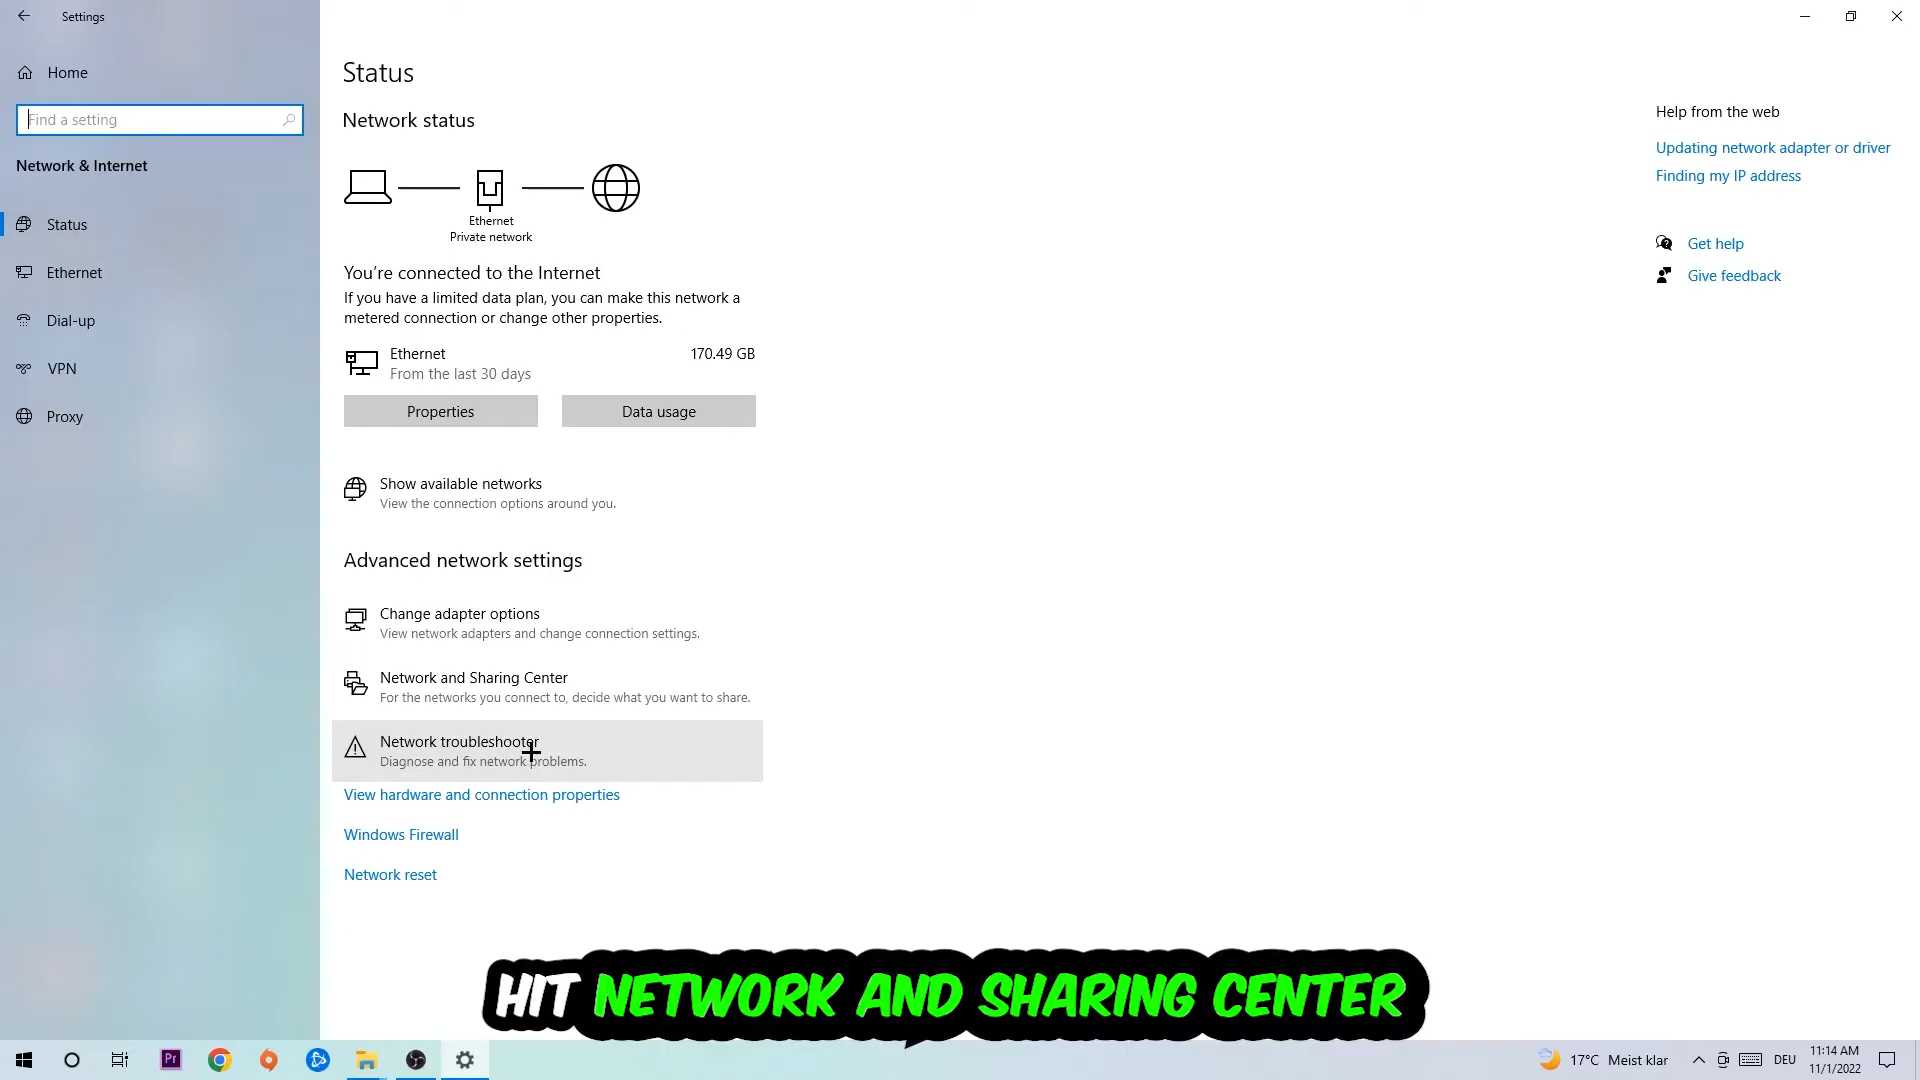 Settings
Home
Find a setting
Network & Internet
Status
Ethernet
Dial-up
VPN
Proxy
Status
Network status
Ethernet
Private network
You're connected to the Internet
If you have a limited data plan, you can make this network a
metered connection or change other properties.
Ethernet
170.49 GB
From the last 30 days
Properties
Data usage
Show available networks
View the connection options around you.
Advanced network settings
Change adapter options
View network adapters and change connection settings.
Network and Sharing Center
For the networks you connect to, decide what you want to share.
Network troubleshooter
Diagnose and fix network problems.
View hardware and connection properties
Windows Firewall
Network reset
Help from the web
Updating network adapter or driver
Finding my IP address
Get help
Give feedback
HIT NETWORK AND SHARING CENTER
Pr
17°C Meist klar
DEU
11:14 AM
11/1/2022